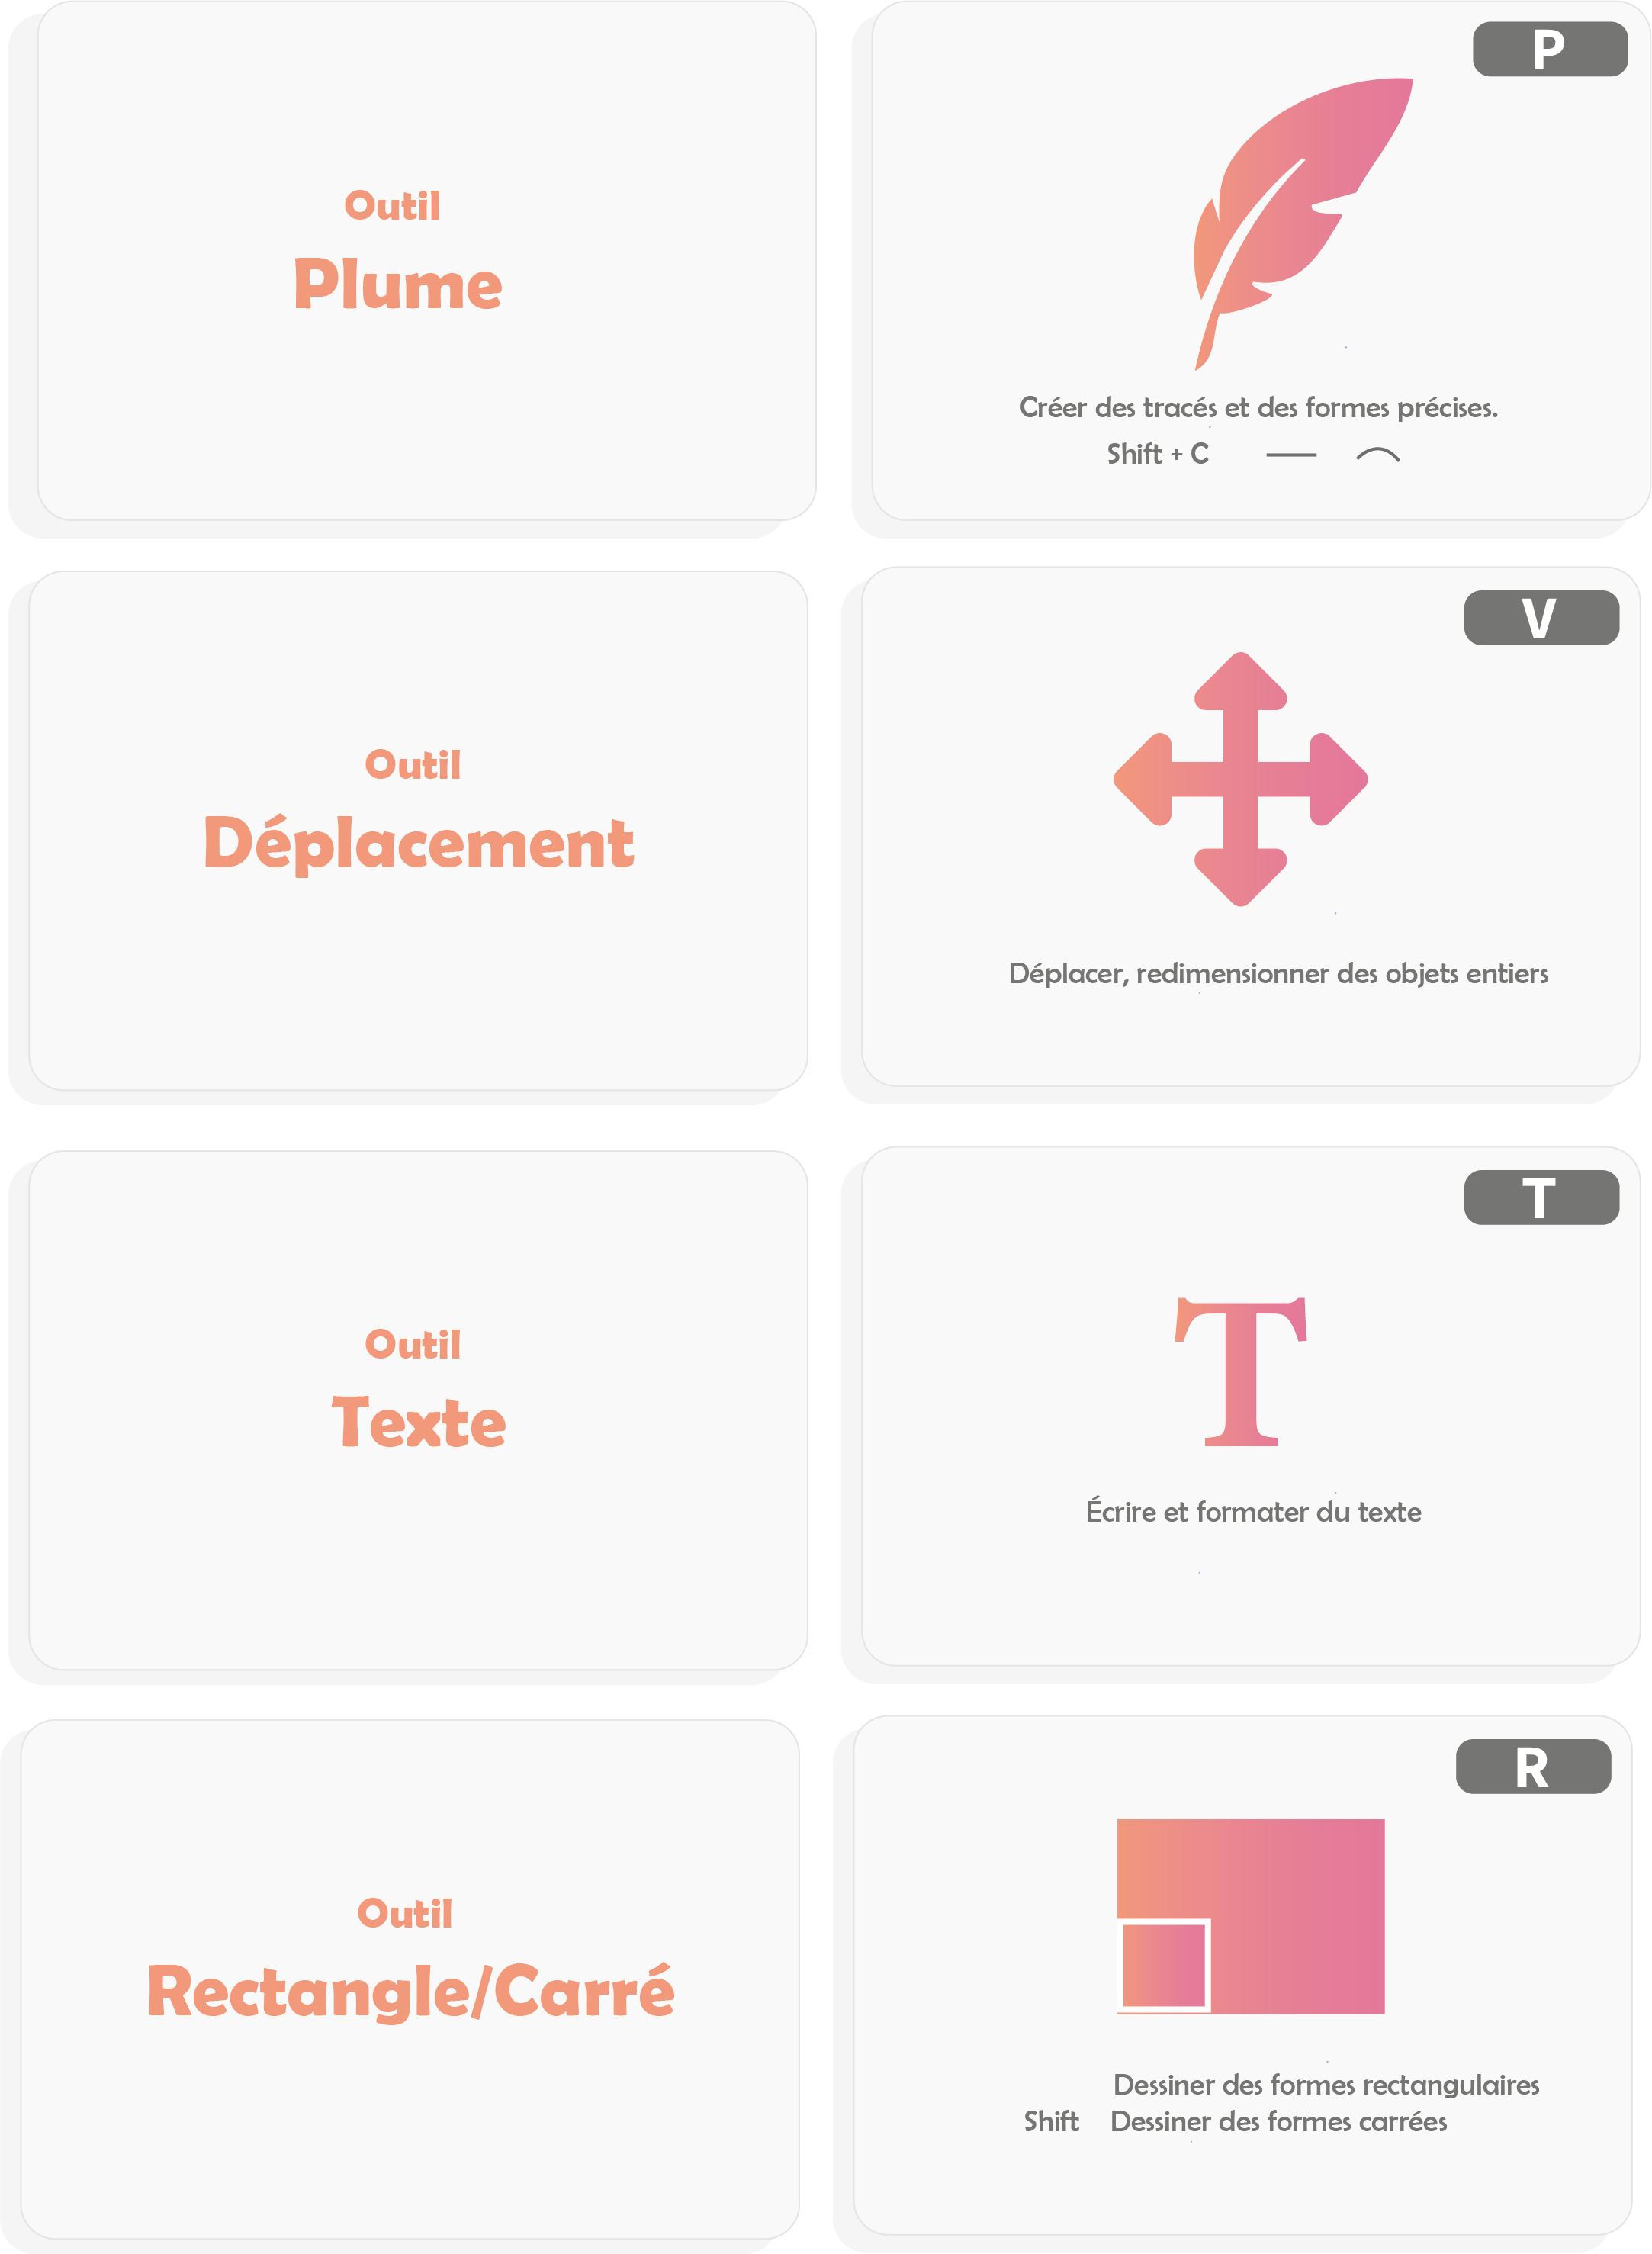 Outil
Plume
P
Créer des tracés et des formes précises.
Shift + C
Outil
Déplacement
V
Déplacer, redimensionner des objets entiers
Outil
Texte
T
T
Écrire et formater du texte
Outil
Rectangle/Carré
R
Dessiner des formes rectangulaires
Shift Dessiner des formes carrées